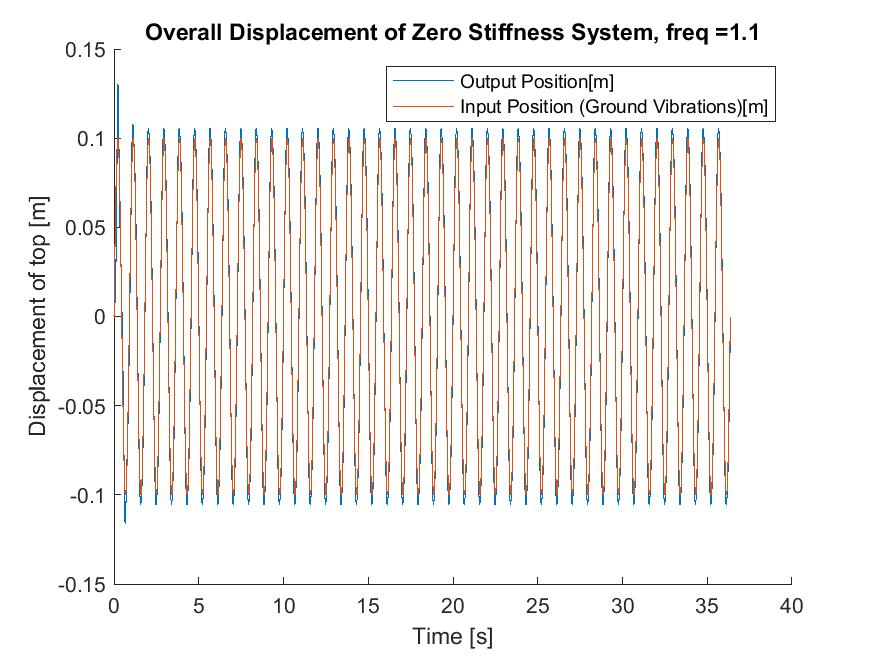 Overall Displacement of Zero Stiffness System, freq =1.1
Output Position[m]
Input Position (Ground Vibrations)[m]
Displacement of top [m]
0.15
0.1
0.05
0
-0.05
-0.1
-0.15
0 5 10 15 20 25 30 35 40
Time [s]